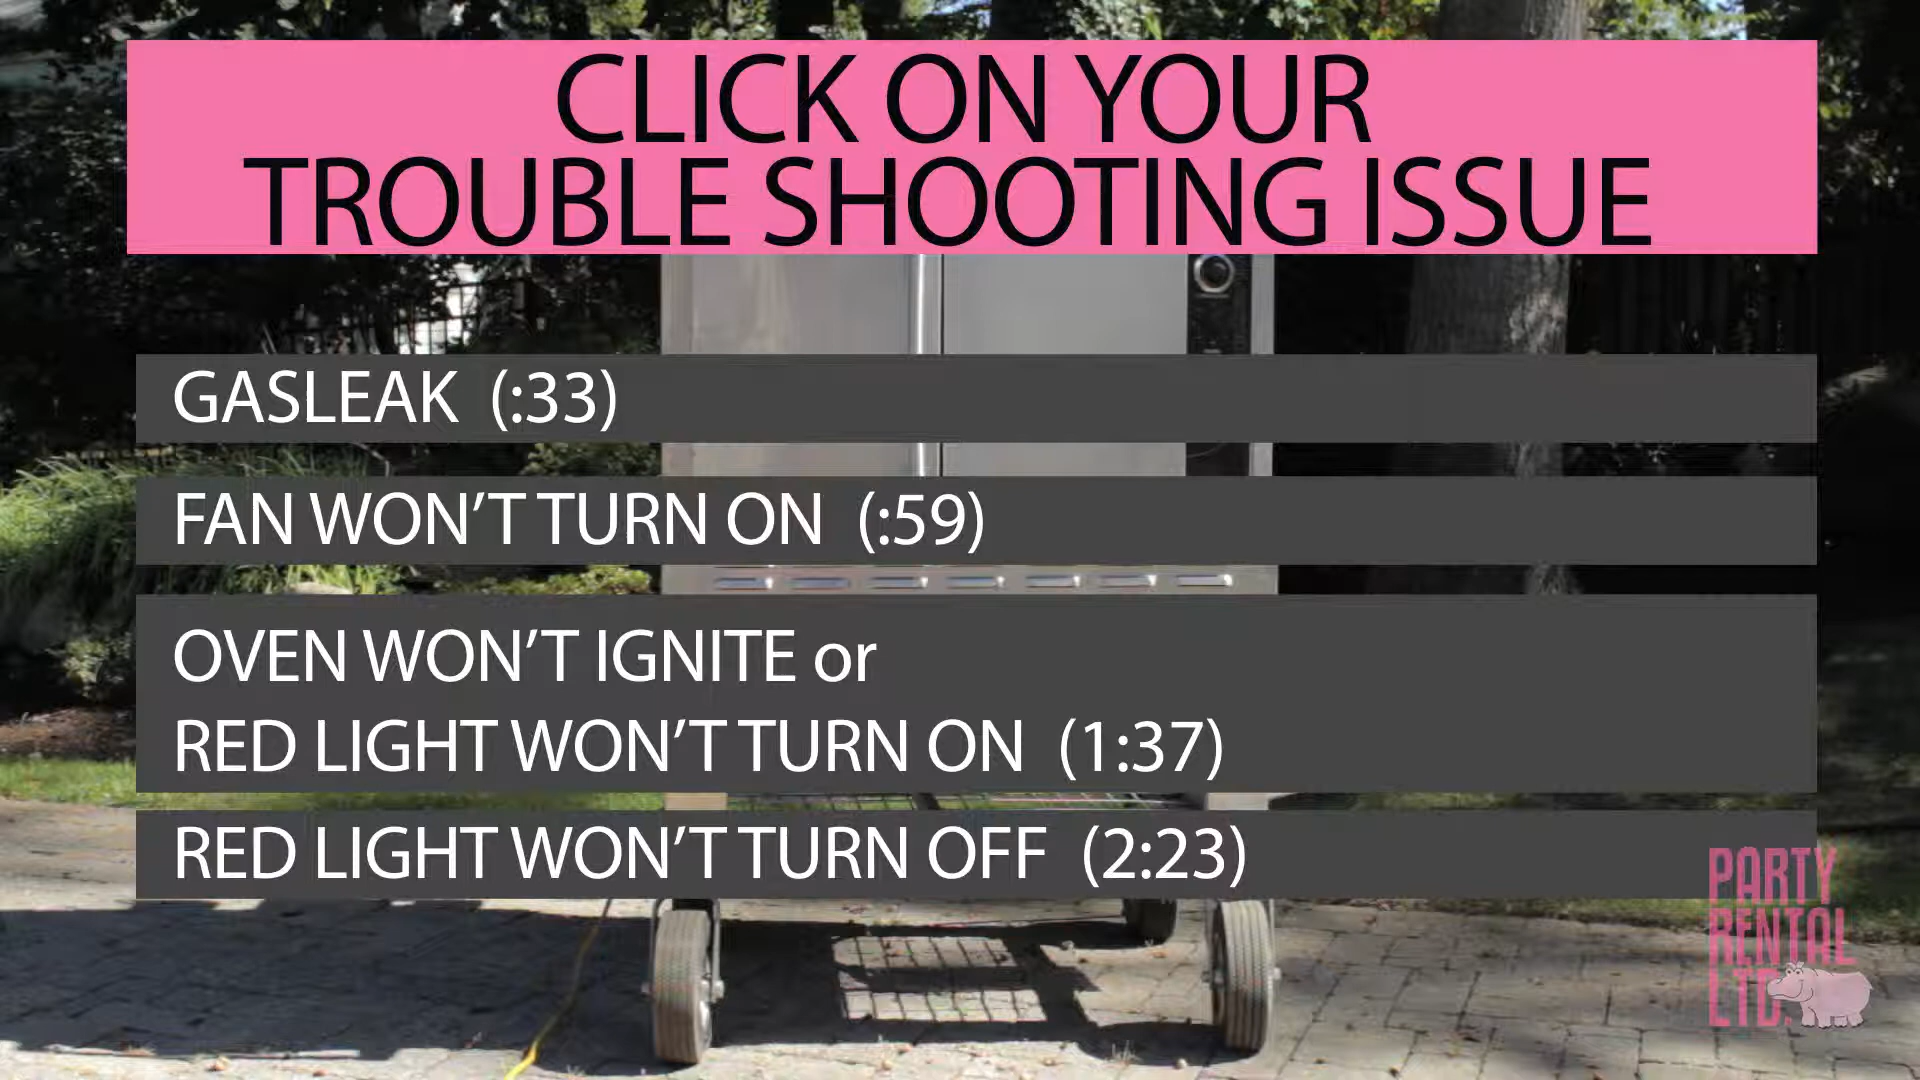 CLICK ON YOUR
TROUBLE SHOOTING ISSUE
GASLEAK (:33)
FAN WON’T TURN ON (:59)
OVEN WON’T IGNITE or
RED LIGHT WON’T TURN ON (1:37)
RED LIGHT WON’T TURN OFF (2:23)
PARTY
RENTAL
LTD.